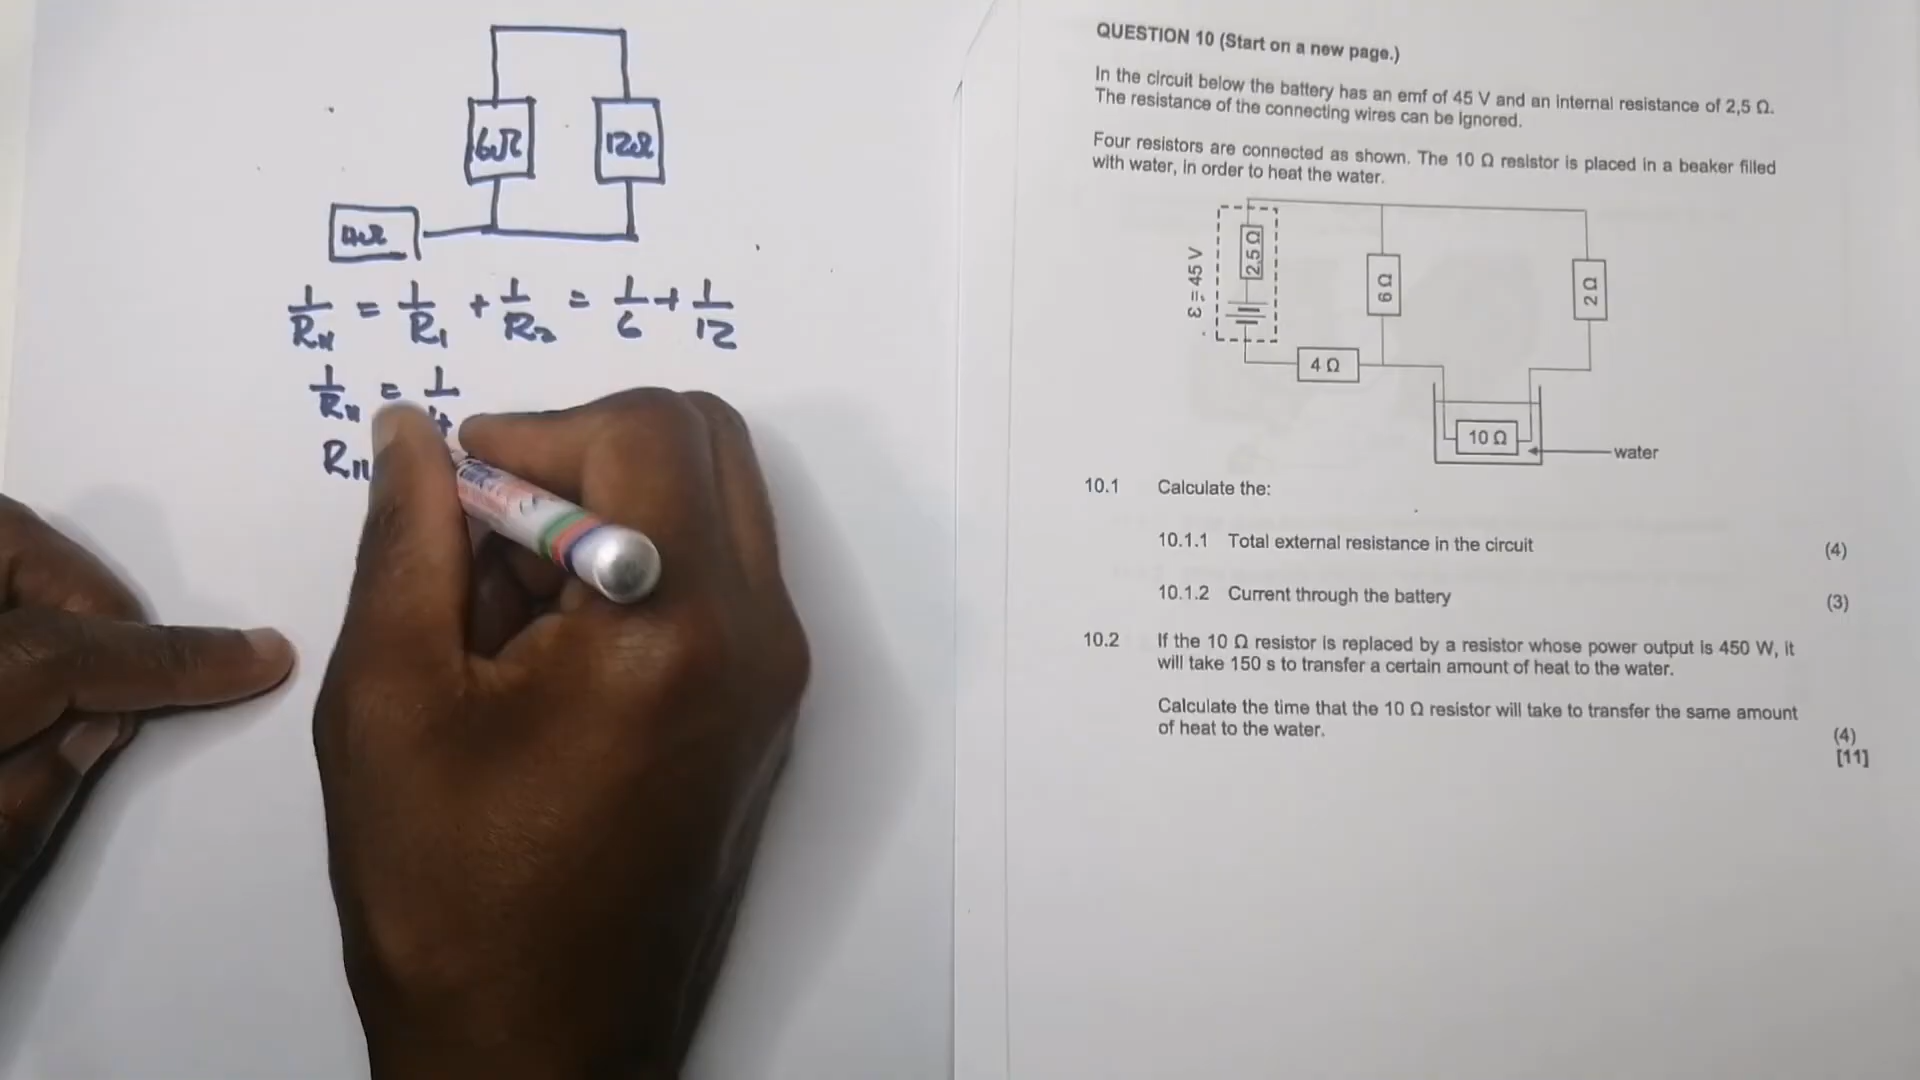 6Ω 12Ω
4Ω
1/R|| = 1/R1 + 1/R2 = 1/6 + 1/12
1/R|| = 1/4
R||
QUESTION 10 (Start on a new page.)
In the circuit below the battery has an emf of 45 V and an internal resistance of 2,5 Ω.
The resistance of the connecting wires can be ignored.
Four resistors are connected as shown. The 10 Ω resistor is placed in a beaker filled
with water, in order to heat the water.
ε = 45 V
2,5 Ω
6 Ω
2 Ω
4 Ω
10 Ω
water
10.1 Calculate the:
10.1.1 Total external resistance in the circuit (4)
10.1.2 Current through the battery (3)
10.2 If the 10 Ω resistor is replaced by a resistor whose power output is 450 W, it
will take 150 s to transfer a certain amount of heat to the water.
Calculate the time that the 10 Ω resistor will take to transfer the same amount
of heat to the water. (4)
[11]